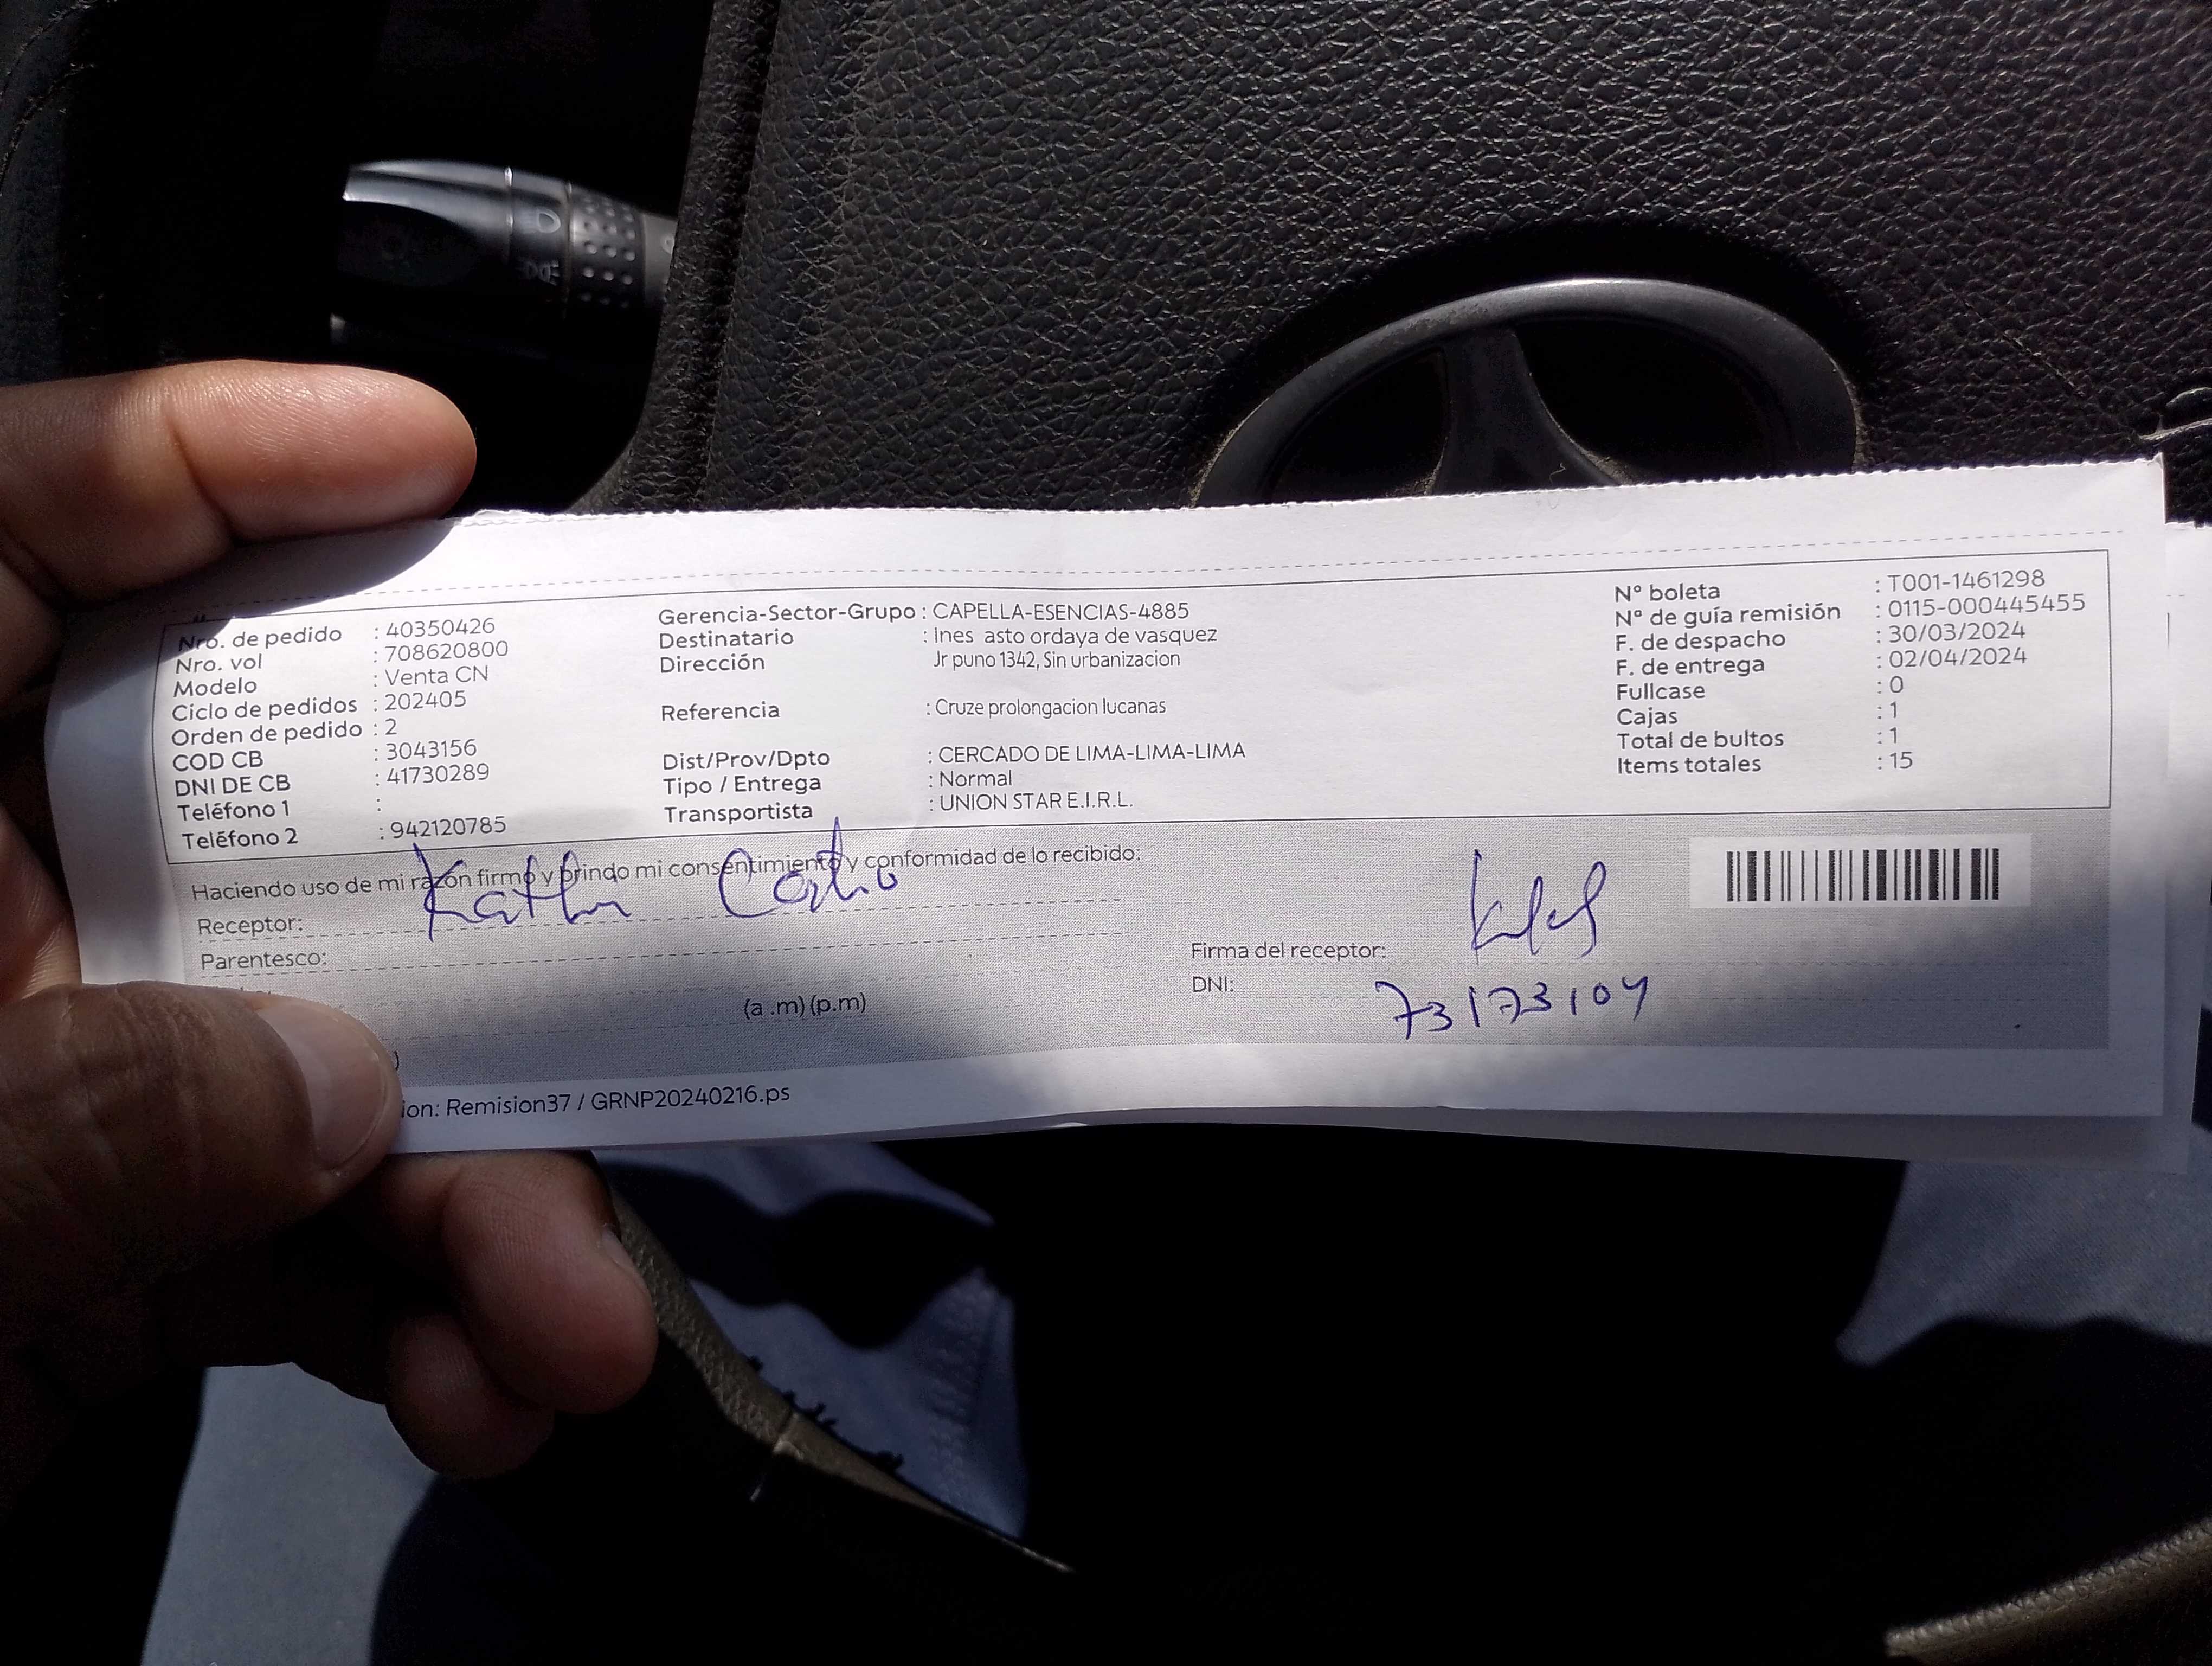 Nro. de pedido : 40350426
Nro. vol : 708620800
Modelo : Venta CN
Ciclo de pedidos : 202405
Orden de pedido : 2
COD CB : 3043156
DNI DE CB : 41730289
Teléfono 1 :
Teléfono 2 : 942120785
Gerencia-Sector-Grupo : CAPELLA-ESENCIAS-4885
Destinatario : Ines asto ordaya de vasquez
Dirección Jr puno 1342, Sin urbanizacion
Referencia : Cruze prolongacion lucanas
Dist/Prov/Dpto : CERCADO DE LIMA-LIMA-LIMA
Tipo / Entrega : Normal
Transportista : UNION STAR E.I.R.L.
N° boleta : T001-1461298
N° de guía remisión : 0115-000445455
F. de despacho : 30/03/2024
F. de entrega : 02/04/2024
Fullcase : 0
Cajas : 1
Total de bultos : 1
Items totales : 15
Haciendo uso de mi razón firmo y brindo mi consentimiento y conformidad de lo recibido:
Receptor:
Parentesco:
(a .m) (p.m)
Firma del receptor:
DNI: 73173104
ion: Remision37 / GRNP20240216.ps